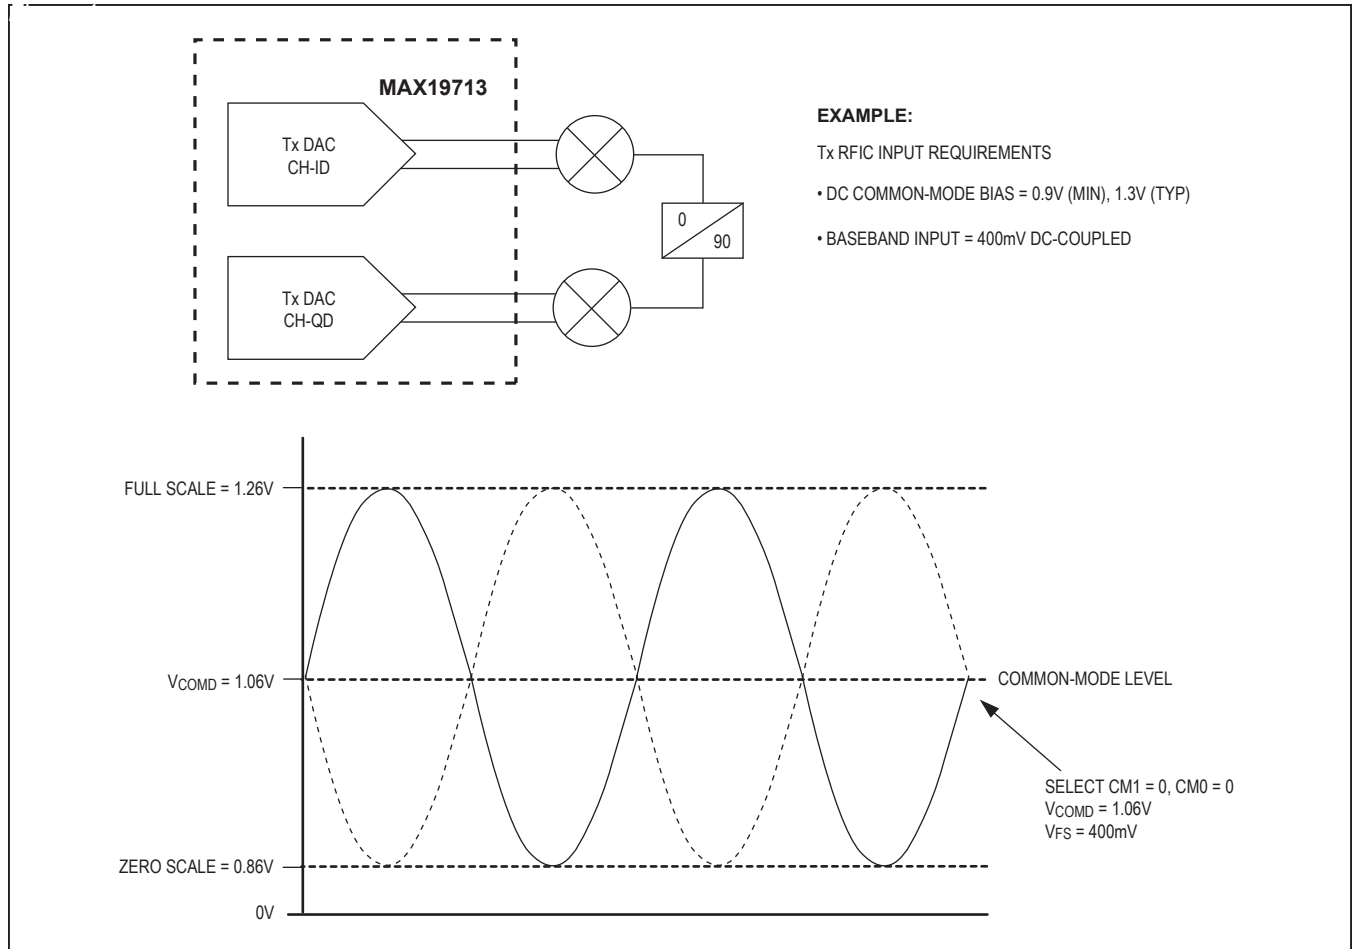 MAX19713
Tx DAC
CH-ID
0
90
Tx DAC
CH-QD
EXAMPLE:
Tx RFIC INPUT REQUIREMENTS
• DC COMMON-MODE BIAS = 0.9V (MIN), 1.3V (TYP)
• BASEBAND INPUT = 400mV DC-COUPLED
FULL SCALE = 1.26V
VCOMD = 1.06V
COMMON-MODE LEVEL
SELECT CM1 = 0, CM0 = 0
VCOMD = 1.06V
VFS = 400mV
ZERO SCALE = 0.86V
0V